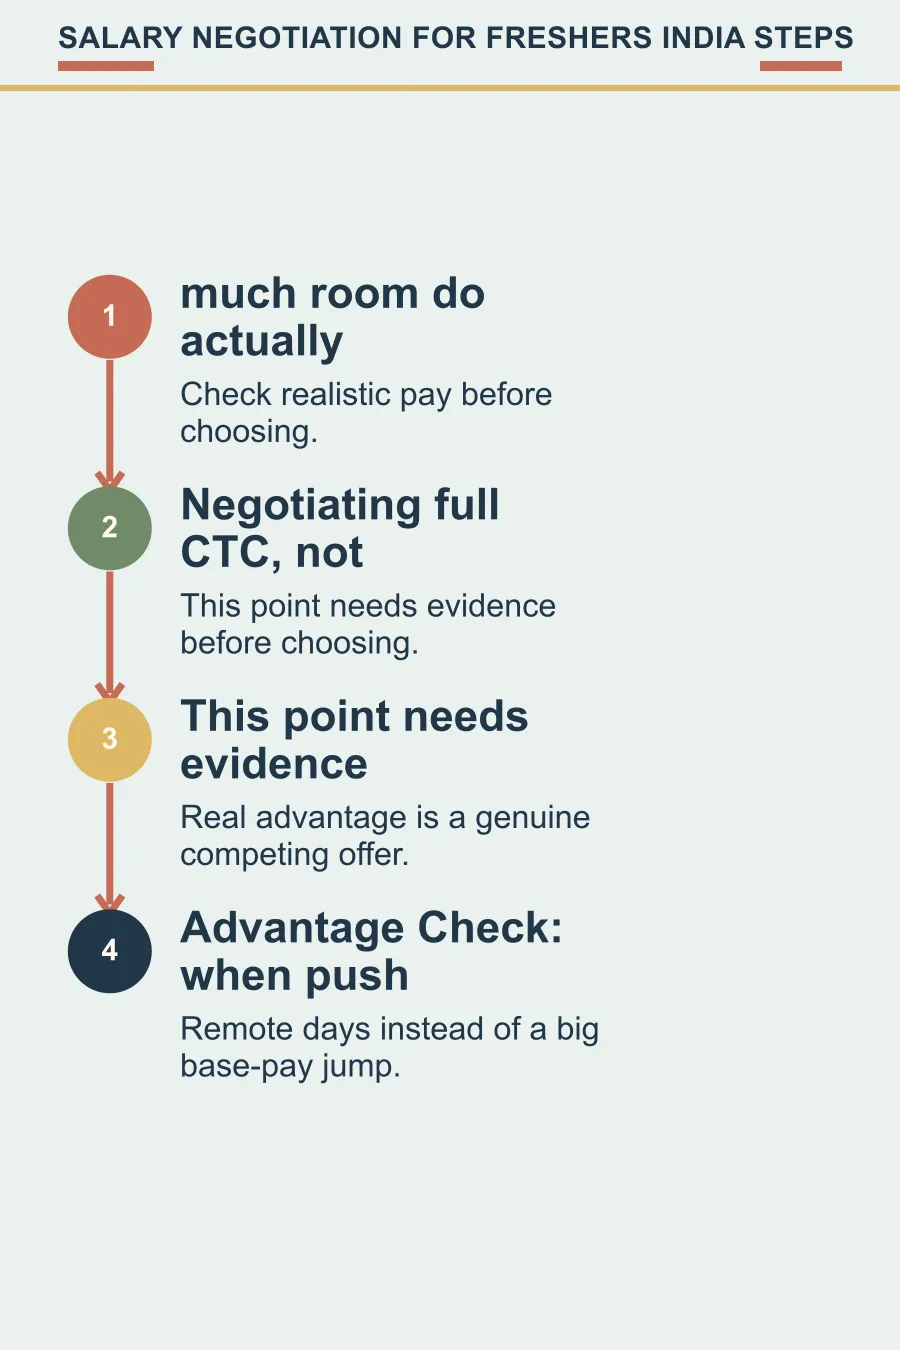 SALARY NEGOTIATION FOR FRESHERS INDIA STEPS
1
much room do
actually
Check realistic pay before
choosing.
2
Negotiating full
CTC, not
This point needs evidence
before choosing.
3
This point needs
evidence
Real advantage is a genuine
competing offer.
4
Advantage Check:
when push
Remote days instead of a big
base-pay jump.